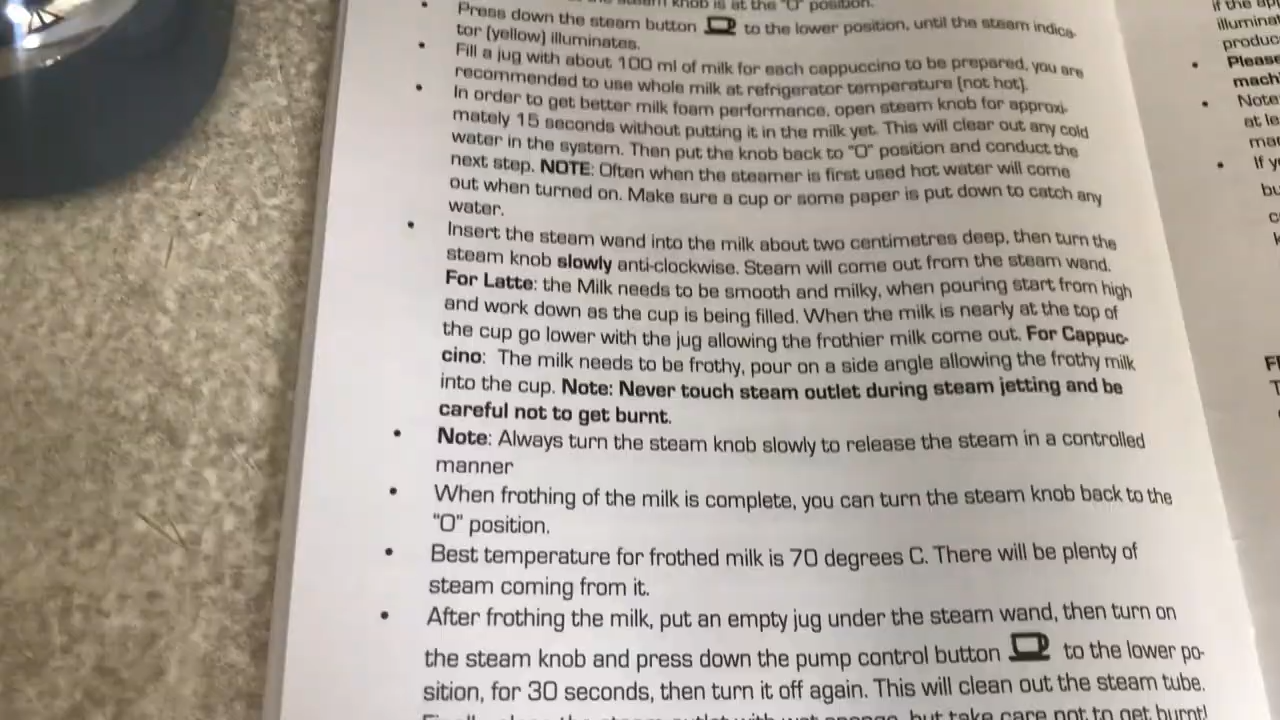 steam knob is at the "O" position.
• Press down the steam button to the lower position, until the steam indica-
tor (yellow) illuminates.
• Fill a jug with about 100 ml of milk for each cappuccino to be prepared, you are
recommended to use whole milk at refrigerator temperature (not hot).
• In order to get better milk foam performance, open steam knob for approxi-
mately 15 seconds without putting it in the milk yet. This will clear out any cold
water in the system. Then put the knob back to "O" position and conduct the
next step. NOTE: Often when the steamer is first used hot water will come
out when turned on. Make sure a cup or some paper is put down to catch any
water.
• Insert the steam wand into the milk about two centimetres deep, then turn the
steam knob slowly anti-clockwise. Steam will come out from the steam wand.
For Latte: the Milk needs to be smooth and milky, when pouring start from high
and work down as the cup is being filled. When the milk is nearly at the top of
the cup go lower with the jug allowing the frothier milk come out. For Cappuc-
cino: The milk needs to be frothy, pour on a side angle allowing the frothy milk
into the cup. Note: Never touch steam outlet during steam jetting and be
careful not to get burnt.
• Note: Always turn the steam knob slowly to release the steam in a controlled
manner
• When frothing of the milk is complete, you can turn the steam knob back to the
"O" position.
• Best temperature for frothed milk is 70 degrees C. There will be plenty of
steam coming from it.
• After frothing the milk, put an empty jug under the steam wand, then turn on
the steam knob and press down the pump control button to the lower po-
sition, for 30 seconds, then turn it off again. This will clean out the steam tube.
but take care not to get burnt!
if the
• Please
• Note
at le
• If